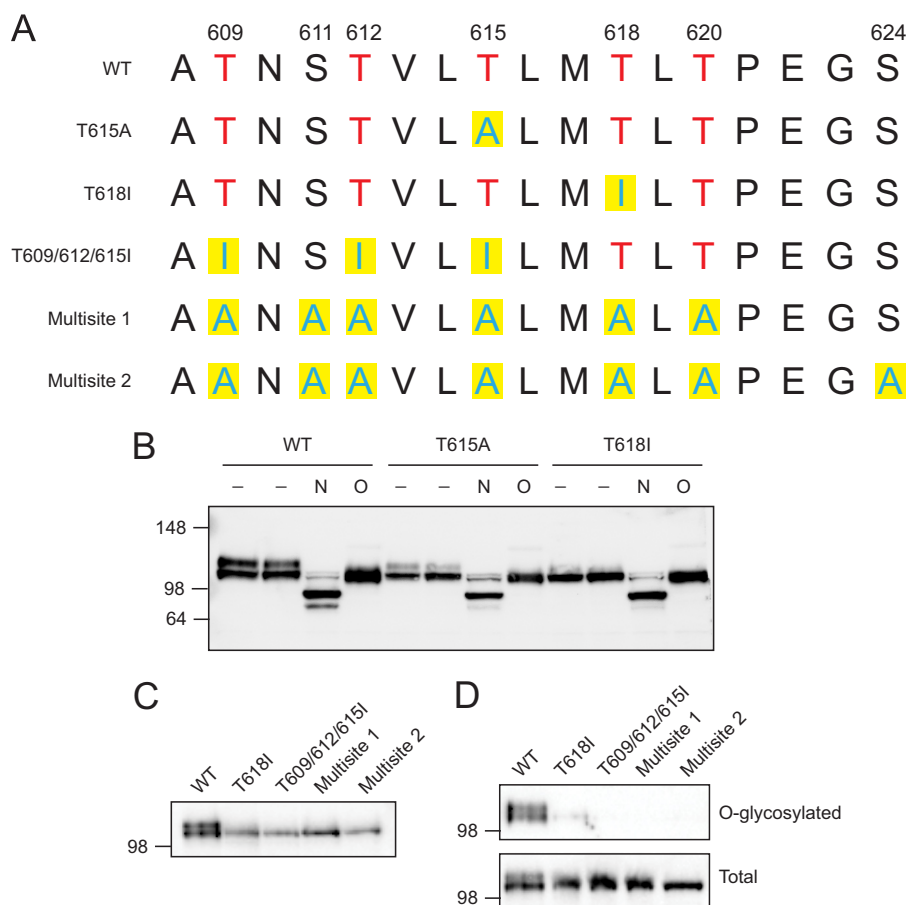 A
609 611 612 615 618 620 624
WT A T N S T V L T L M T L T P E G S
T615A A T N S T V L A L M T L T P E G S
T618I A T N S T V L T L M I L T P E G S
T609/612/615I A I N S I V L I L M T L T P E G S
Multisite 1 A A N A A V L A L M A L A P E G S
Multisite 2 A A N A A V L A L M A L A P E G A
B
WT T615A T618I
– – N O – – N O – – N O
148
98
64
C
WT T618I T609/612/615I Multisite 1 Multisite 2
98
D
WT T618I T609/612/615I Multisite 1 Multisite 2
O-glycosylated
98
Total
98